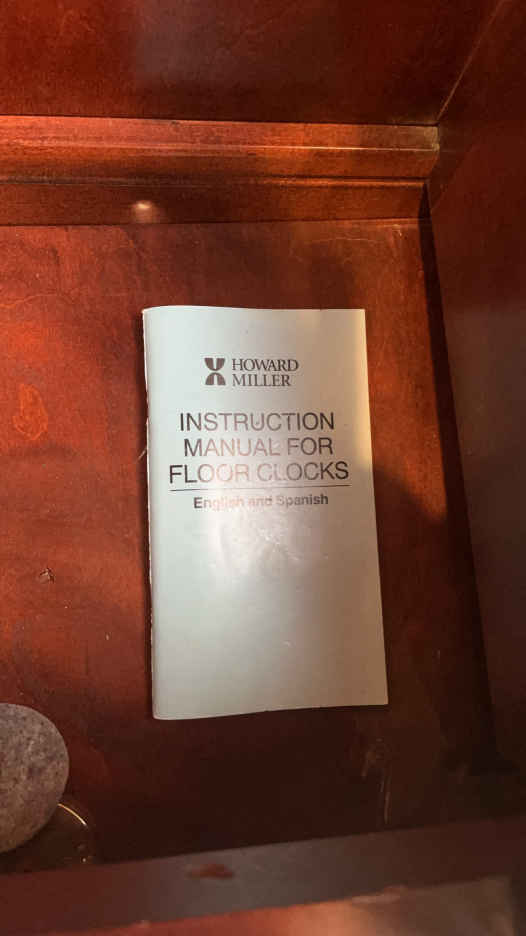 HOWARD
MILLER
INSTRUCTION
MANUAL FOR
FLOOR CLOCKS
English and Spanish